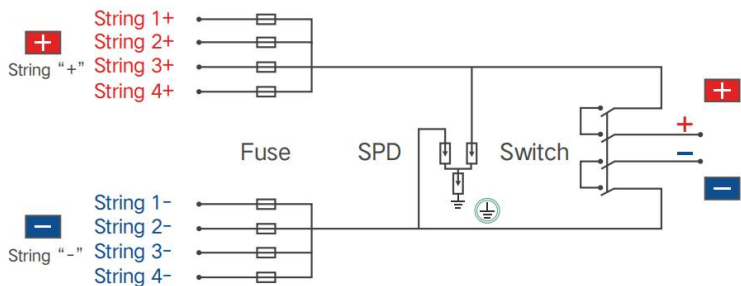 String 1+
String 2+
String 3+
String 4+
+
String “+”
+
+
Fuse
SPD
Switch
−
−
String 1−
String 2−
String 3−
String 4−
−
String “-”